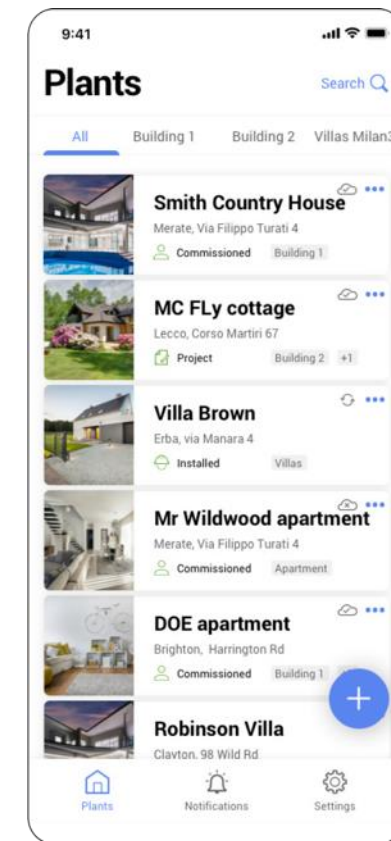 9:41
Plants
Search
All Building 1 Building 2 Villas Milan3
Smith Country House
Merate, Via Filippo Turati 4
Commissioned Building 1
MC FLy cottage
Lecco, Corso Martiri 67
Project Building 2 +1
Villa Brown
Erba, via Manara 4
Installed Villas
Mr Wildwood apartment
Merate, Via Filippo Turati 4
Commissioned Apartment
DOE apartment
Brighton, Harrington Rd
Commissioned Building 1
Robinson Villa
Clayton, 98 Wild Rd
Plants Notifications Settings